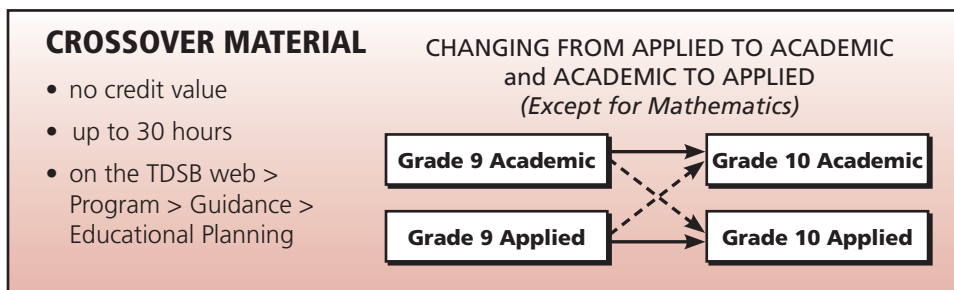 CROSSOVER MATERIAL
• no credit value
• up to 30 hours
• on the TDSB web >
Program > Guidance >
Educational Planning
CHANGING FROM APPLIED TO ACADEMIC
and ACADEMIC TO APPLIED
(Except for Mathematics)
Grade 9 Academic
Grade 10 Academic
Grade 9 Applied
Grade 10 Applied